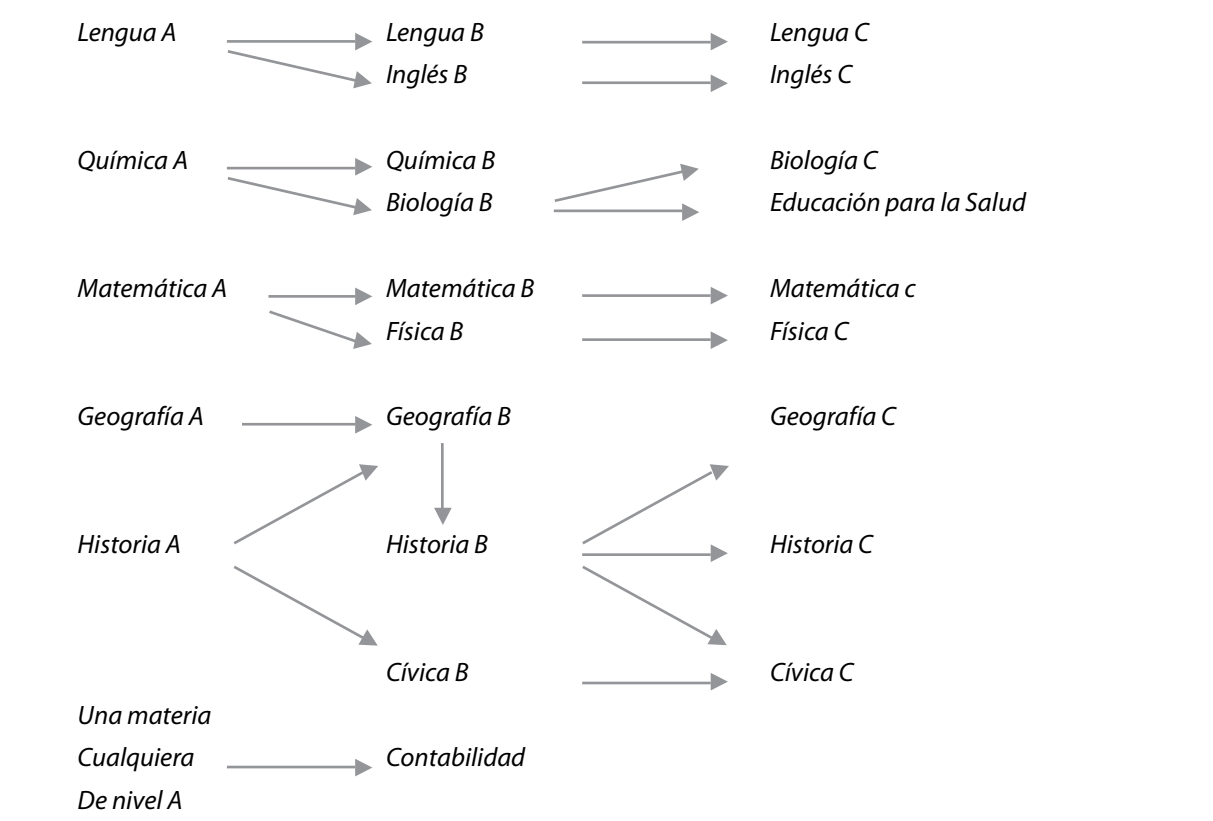 Lengua A Lengua B Lengua C
Inglés B Inglés C
Química A Química B Biología C
Biología B Educación para la Salud
Matemática A Matemática B Matemática c
Física B Física C
Geografía A Geografía B Geografía C
Historia A Historia B Historia C
Cívica B Cívica C
Una materia
Cualquiera Contabilidad
De nivel A